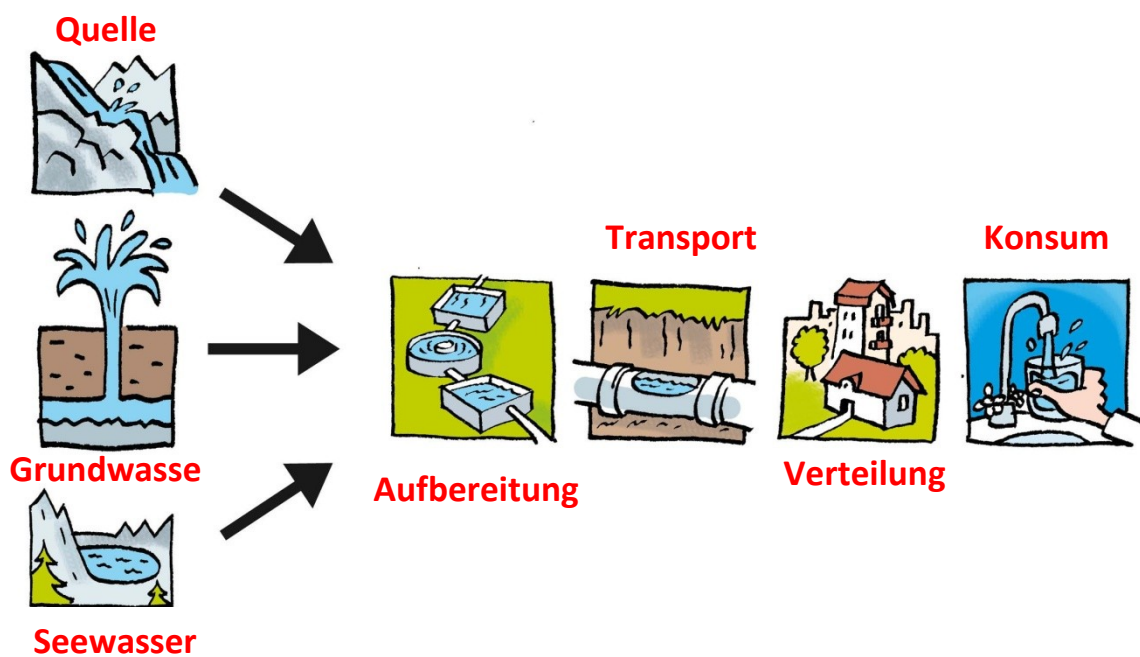 Quelle
Transport
Konsum
Grundwasse
Aufbereitung
Verteilung
Seewasser